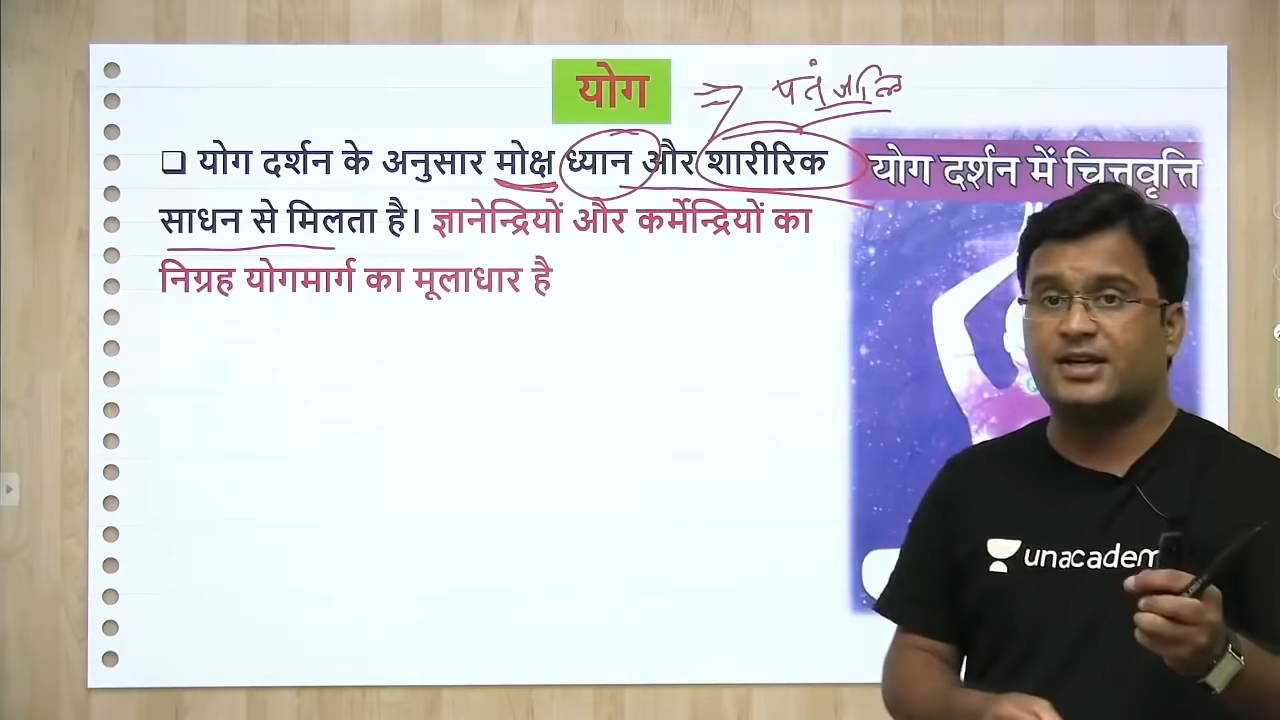 योग
पतंजलि
❑ योग दर्शन के अनुसार मोक्ष ध्यान और शारीरिक
साधन से मिलता है। ज्ञानेन्द्रियों और कर्मेन्द्रियों का
निग्रह योगमार्ग का मूलाधार है
योग दर्शन में चित्तवृत्ति
unacadem